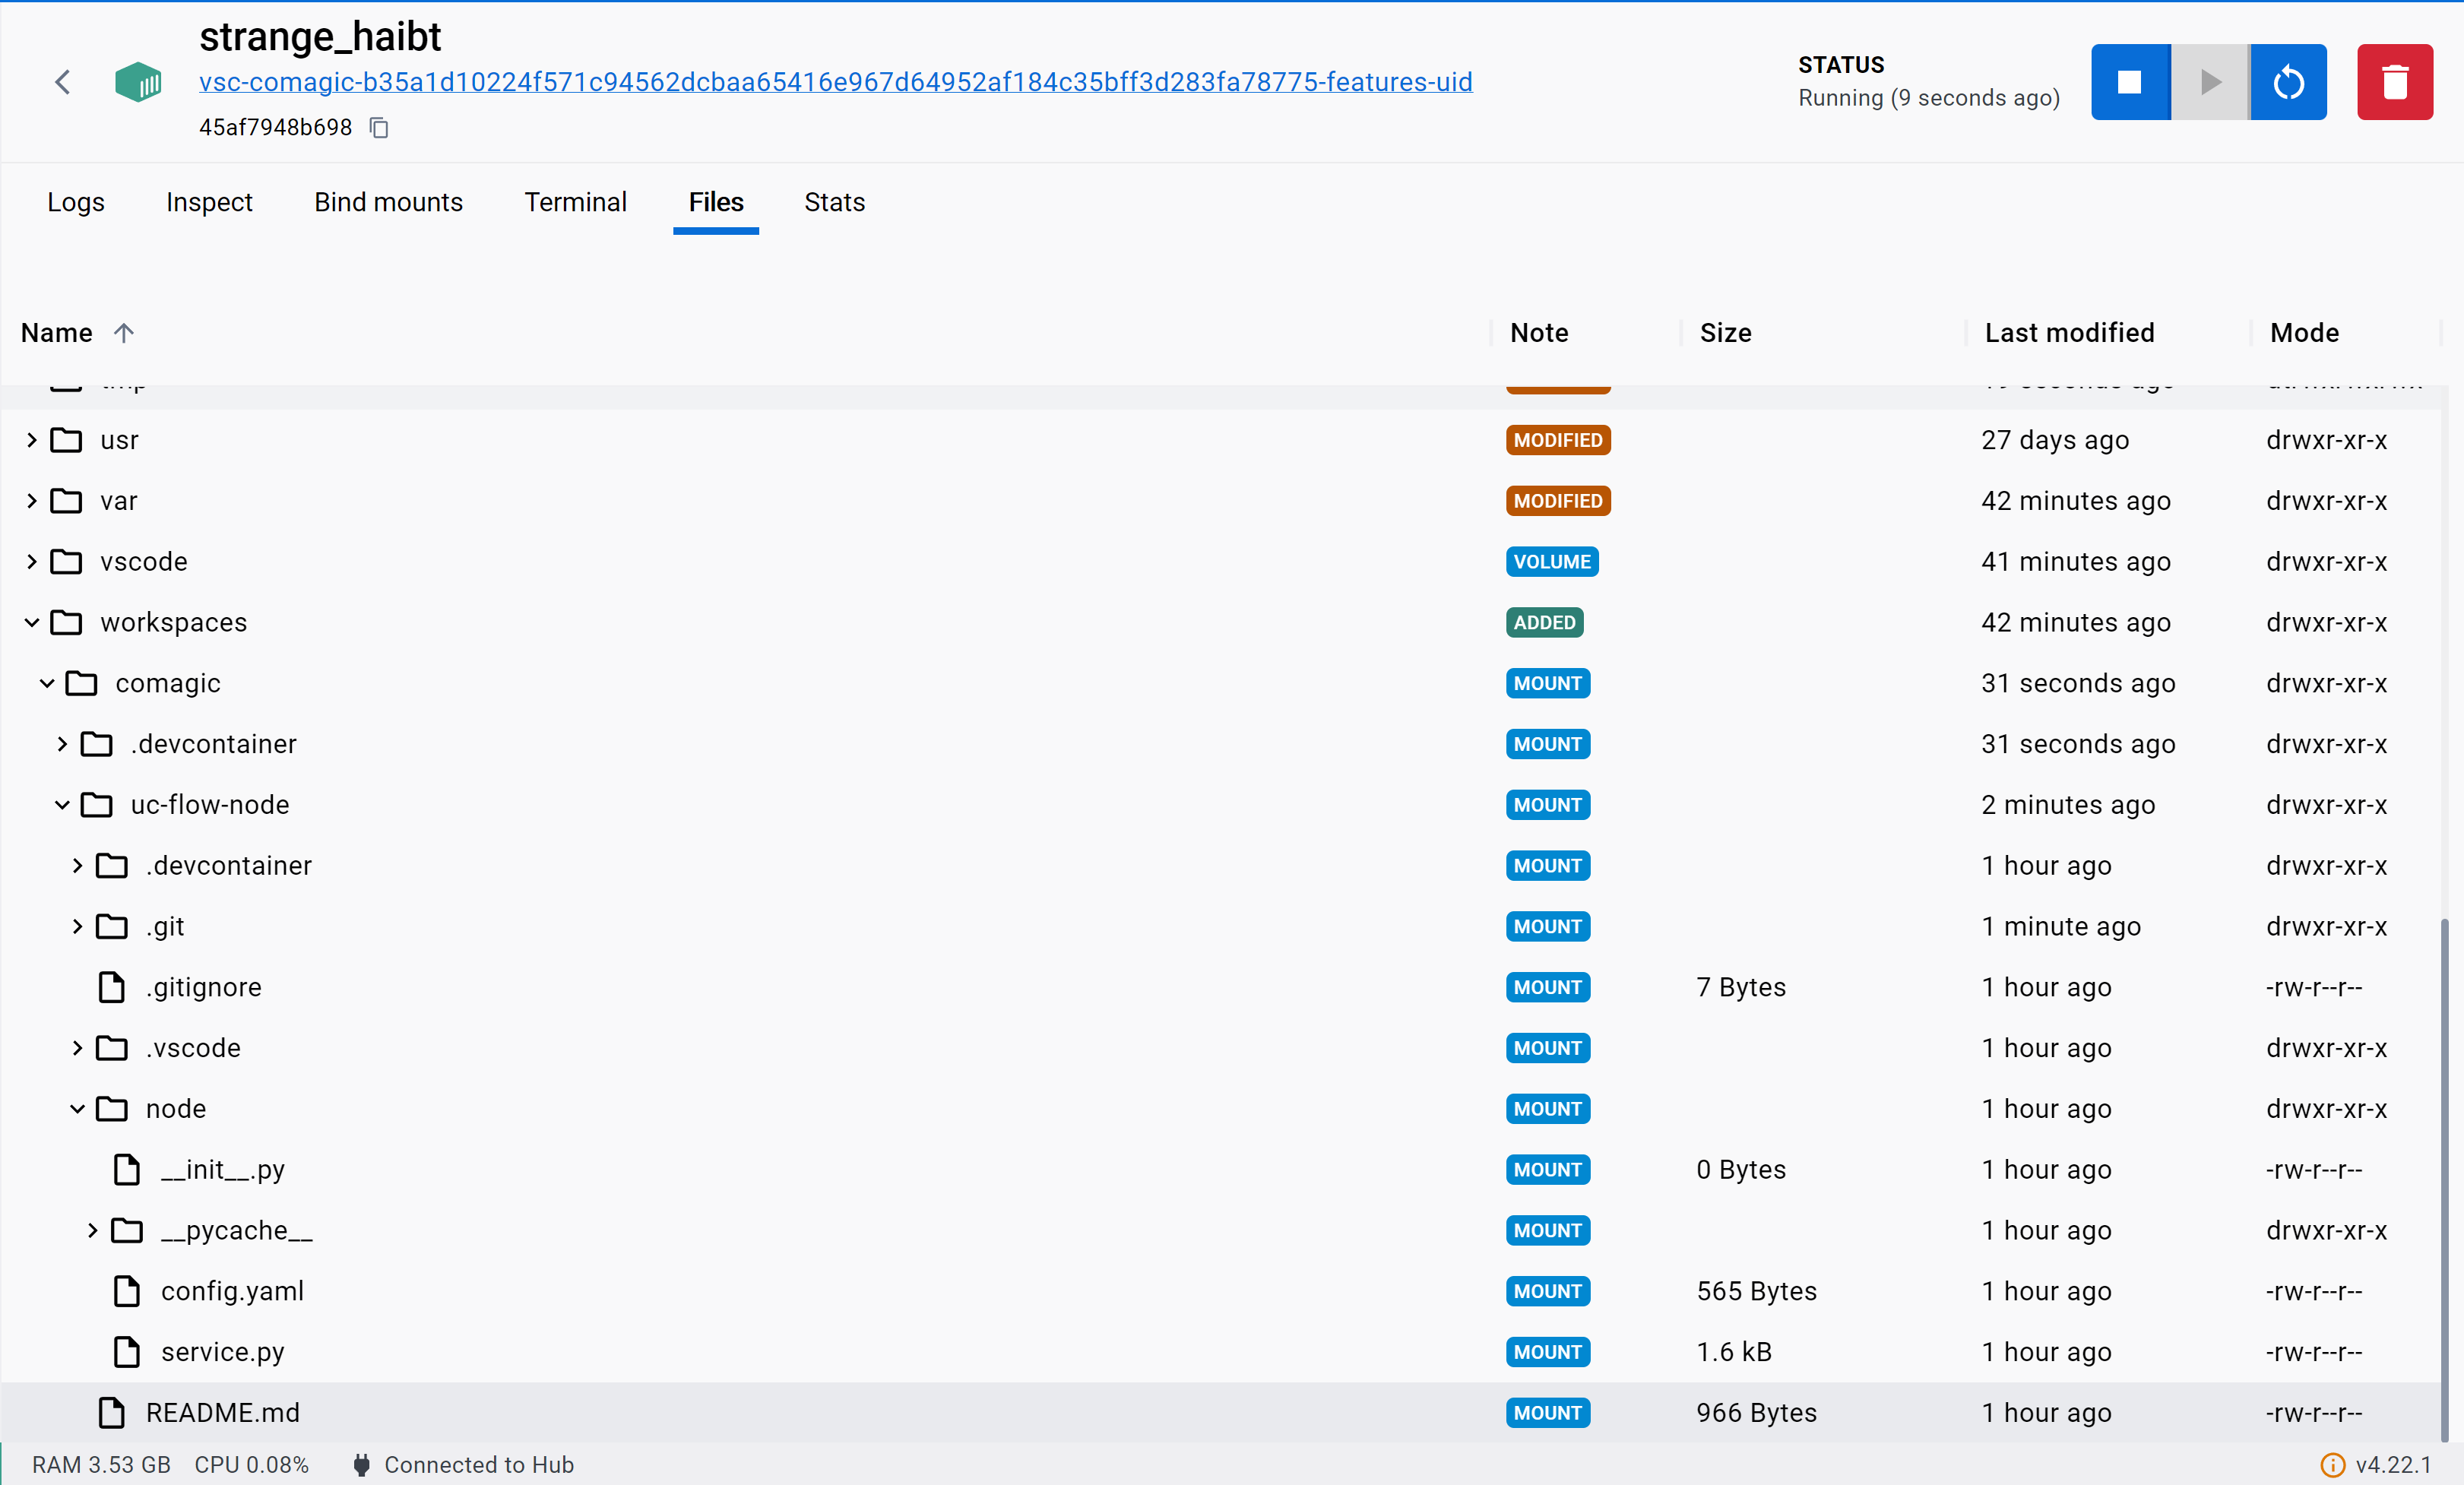 strange_haibt
vsc-comagic-b35a1d10224f571c94562dcbaa65416e967d64952af184c35bff3d283fa78775-features-uid
45af7948b698
STATUS
Running (9 seconds ago)
Logs Inspect Bind mounts Terminal Files Stats
Name Note Size Last modified Mode
usr MODIFIED 27 days ago drwxr-xr-x
var MODIFIED 42 minutes ago drwxr-xr-x
vscode VOLUME 41 minutes ago drwxr-xr-x
workspaces ADDED 42 minutes ago drwxr-xr-x
comagic MOUNT 31 seconds ago drwxr-xr-x
.devcontainer MOUNT 31 seconds ago drwxr-xr-x
uc-flow-node MOUNT 2 minutes ago drwxr-xr-x
.devcontainer MOUNT 1 hour ago drwxr-xr-x
.git MOUNT 1 minute ago drwxr-xr-x
.gitignore MOUNT 7 Bytes 1 hour ago -rw-r--r--
.vscode MOUNT 1 hour ago drwxr-xr-x
node MOUNT 1 hour ago drwxr-xr-x
__init__.py MOUNT 0 Bytes 1 hour ago -rw-r--r--
__pycache__ MOUNT 1 hour ago drwxr-xr-x
config.yaml MOUNT 565 Bytes 1 hour ago -rw-r--r--
service.py MOUNT 1.6 kB 1 hour ago -rw-r--r--
README.md MOUNT 966 Bytes 1 hour ago -rw-r--r--
RAM 3.53 GB CPU 0.08% Connected to Hub v4.22.1